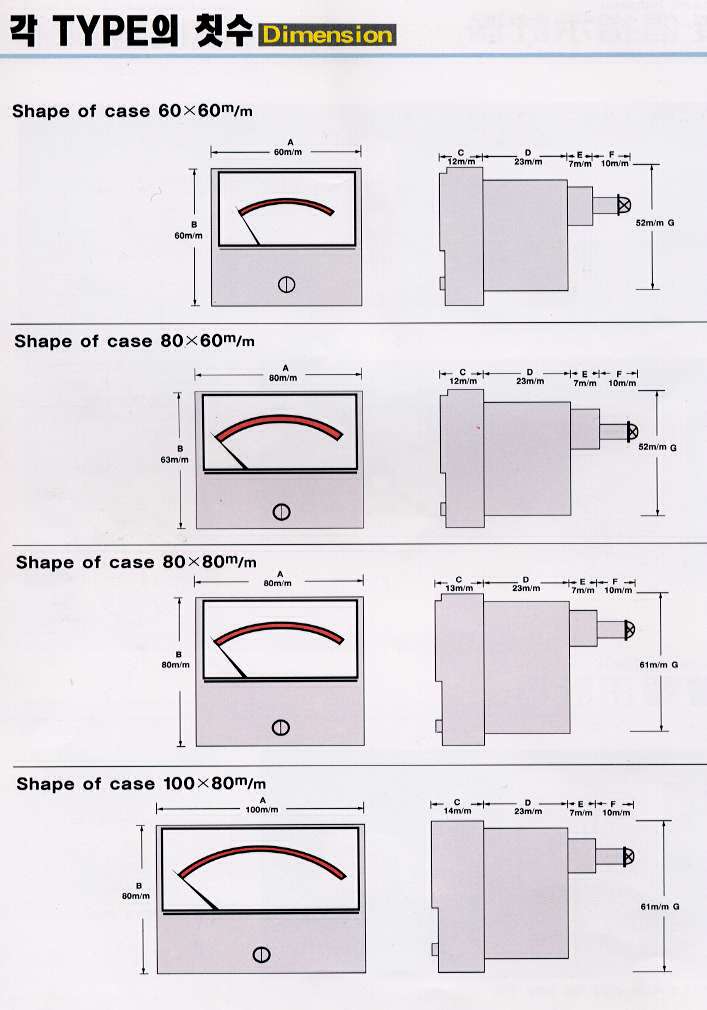 각 TYPE의 칫수 Dimension
Shape of case 60×60m/m
A
60m/m
B
60m/m
C D E F
12m/m 23m/m 7m/m 10m/m
52m/m G
Shape of case 80×60m/m
A
80m/m
B
63m/m
C D E F
12m/m 23m/m 7m/m 10m/m
52m/m G
Shape of case 80×80m/m
A
80m/m
B
80m/m
C D E F
13m/m 23m/m 7m/m 10m/m
61m/m G
Shape of case 100×80m/m
A
100m/m
B
80m/m
C D E F
14m/m 23m/m 7m/m 10m/m
61m/m G